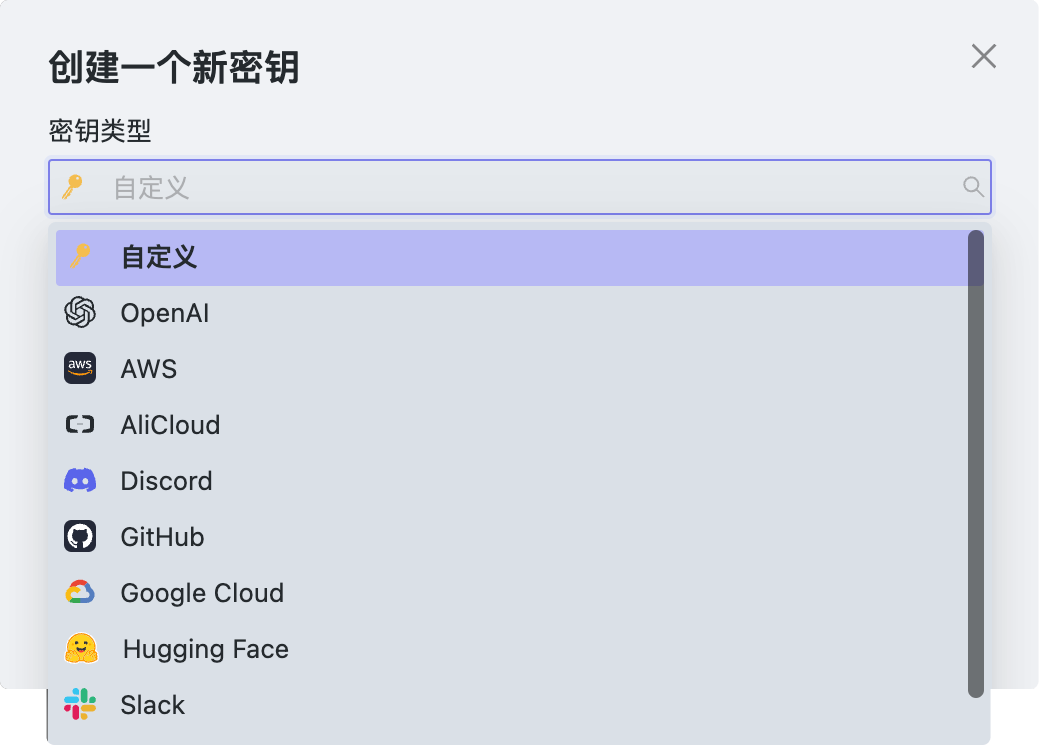 创建一个新密钥
密钥类型
自定义
自定义
OpenAI
aws AWS
AliCloud
Discord
GitHub
Google Cloud
Hugging Face
Slack